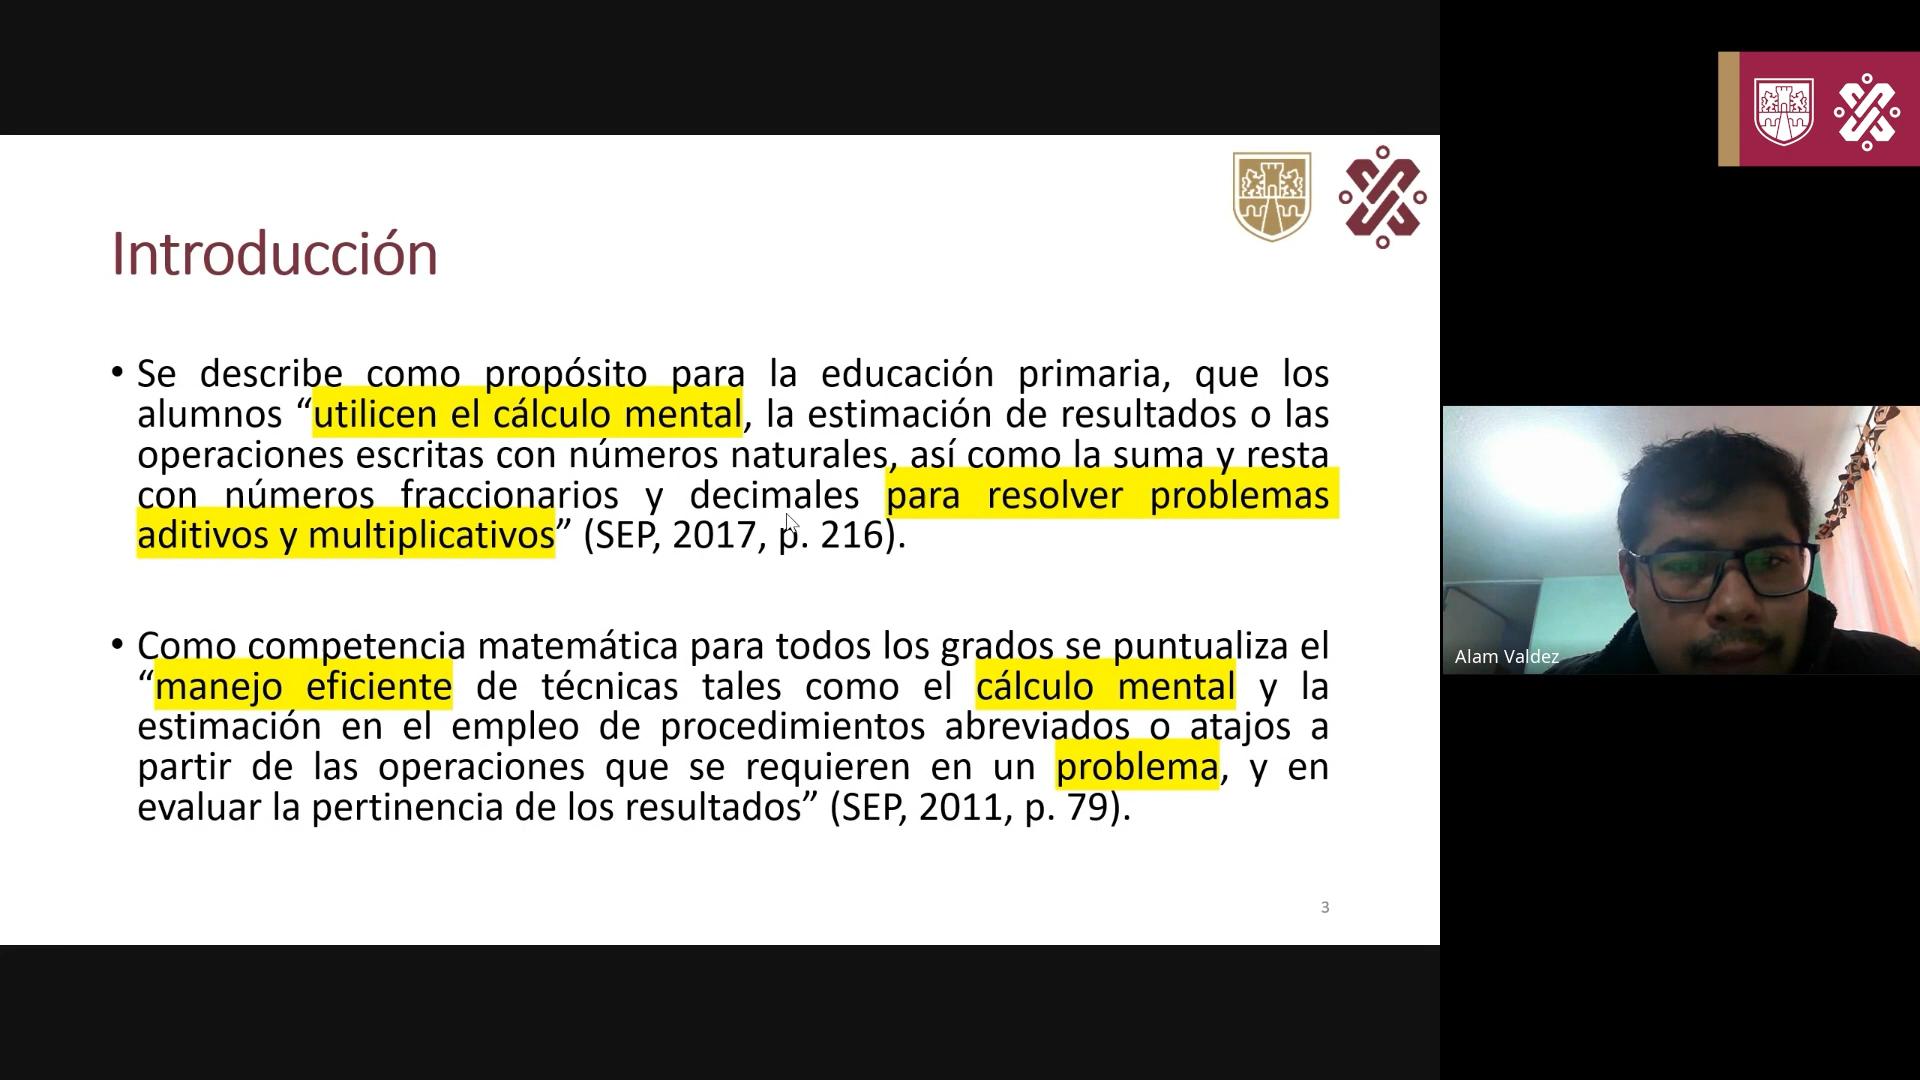 Introducción
• Se describe como propósito para la educación primaria, que los
alumnos “utilicen el cálculo mental, la estimación de resultados o las
operaciones escritas con números naturales, así como la suma y resta
con números fraccionarios y decimales para resolver problemas
aditivos y multiplicativos” (SEP, 2017, p. 216).
• Como competencia matemática para todos los grados se puntualiza el
“manejo eficiente de técnicas tales como el cálculo mental y la
estimación en el empleo de procedimientos abreviados o atajos a
partir de las operaciones que se requieren en un problema, y en
evaluar la pertinencia de los resultados” (SEP, 2011, p. 79).
3
Alam Valdez